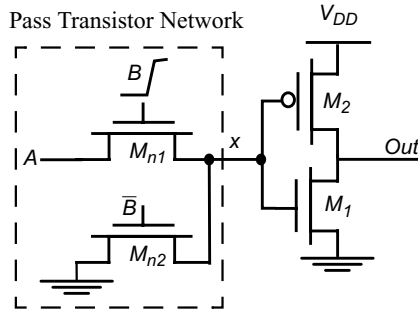 Pass Transistor Network
V_DD
B
M_2
A
M_n1
x
Out
B̅
M_1
M_n2